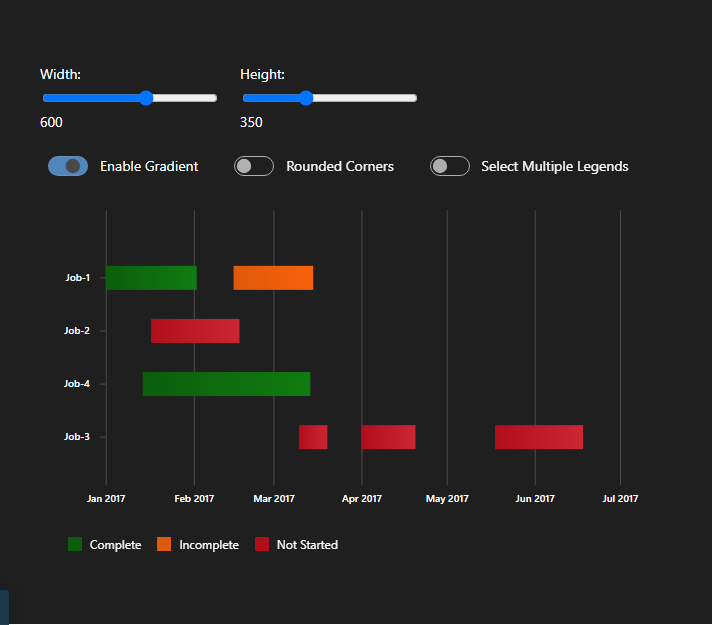 Width: Height:
600 350
Enable Gradient Rounded Corners Select Multiple Legends
Job-1
Job-2
Job-4
Job-3
Jan 2017 Feb 2017 Mar 2017 Apr 2017 May 2017 Jun 2017 Jul 2017
Complete Incomplete Not Started